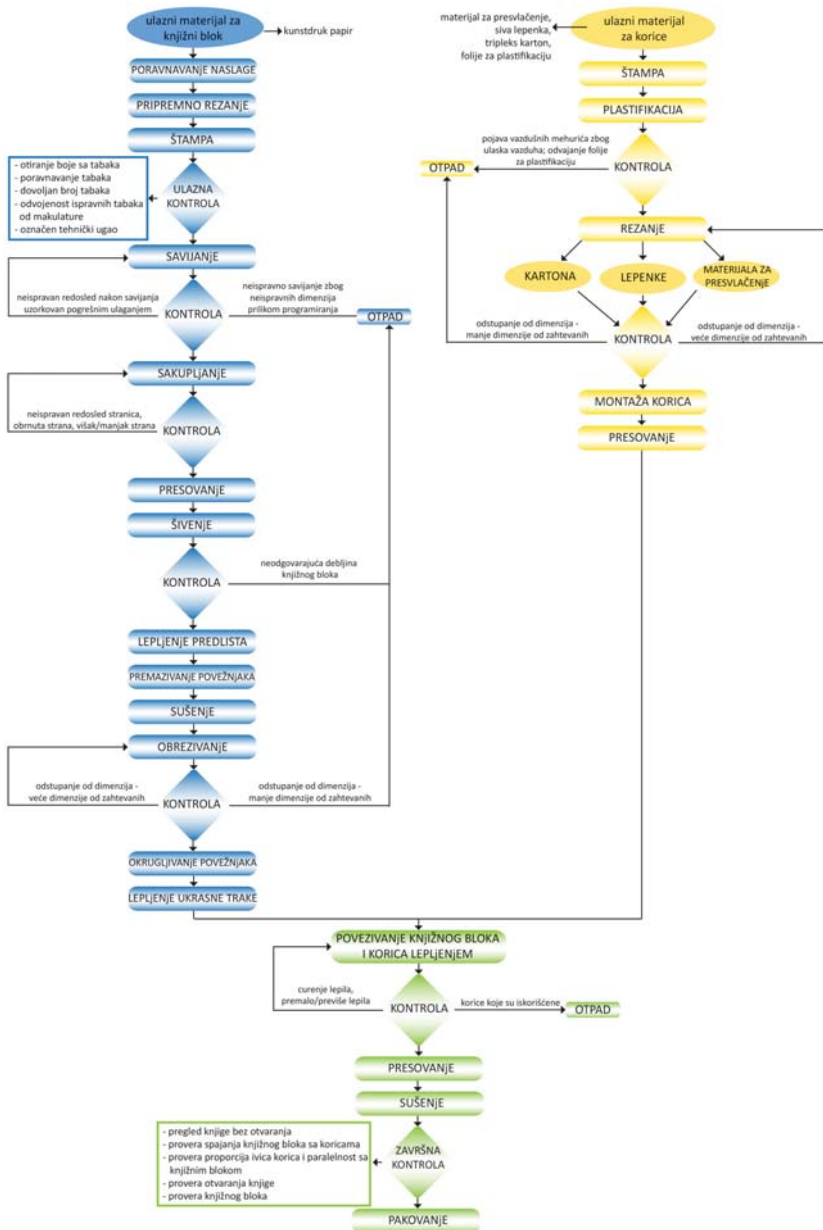 ulazni materijal za
knjižni blok
kunstdruk papir
PORAVNAVANjE NASLAGE
PRIPREMNO REZANjE
ŠTAMPA
- otiranje boje sa tabaka
- poravnavanje tabaka
- dovoljan broj tabaka
- odvojenost ispravnih tabaka
od makulature
- označen tehnički ugao
ULAZNA
KONTROLA
SAVIJANjE
neispravan redosled nakon savijanja
uzorkovan pogrešnim ulaganjem
KONTROLA
neispravno savijanje zbog
neispravnih dimenzija
prilikom programiranja
OTPAD
SAKUPLjANjE
neispravan redosled stranica,
obrnuta strana, višak/manjak strana
KONTROLA
PRESOVANjE
ŠIVENjE
KONTROLA
neodgovarajuća debljina
knjižnog bloka
LEPLjENjE PREDLISTA
PREMAZIVANjE POVEŽNjAKA
SUŠENjE
OBREZIVANjE
odstupanje od dimenzija -
veće dimenzije od zahtevanih
KONTROLA
odstupanje od dimenzija -
manje dimenzije od zahtevanih
OKRUGLjIVANjE POVEŽNjAKA
LEPLjENjE UKRASNE TRAKE
materijal za presvlačenje,
siva lepenka,
tripleks karton,
folije za plastifikaciju
ulazni materijal
za korice
ŠTAMPA
PLASTIFIKACIJA
pojava vazdušnih mehurića zbog
ulaska vazduha; odvajanje folije
za plastifikaciju
OTPAD
KONTROLA
REZANjE
KARTONA
LEPENKE
MATERIJALA ZA
PRESVLAČENjE
odstupanje od dimenzija -
manje dimenzije od zahtevanih
KONTROLA
odstupanje od dimenzija -
veće dimenzije od zahtevanih
MONTAŽA KORICA
PRESOVANjE
POVEZIVANjE KNjIŽNOG BLOKA
I KORICA LEPLjENjEM
curenje lepila,
premalo/previše lepila
KONTROLA
korice koje su iskorišćene
OTPAD
PRESOVANjE
SUŠENjE
- pregled knjige bez otvaranja
- provera spajanja knjižnog bloka sa koricama
- provera proporcija ivica korica i paralelnost sa
knjižnim blokom
- provera otvaranja knjige
- provera knjižnog bloka
ZAVRŠNA
KONTROLA
PAKOVANjE